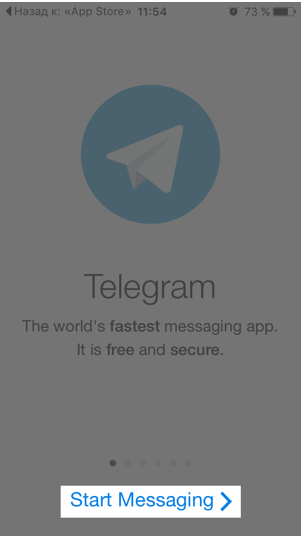 Назад к: «App Store» 11:54 73 %
Telegram
The world's fastest messaging app.
It is free and secure.
Start Messaging